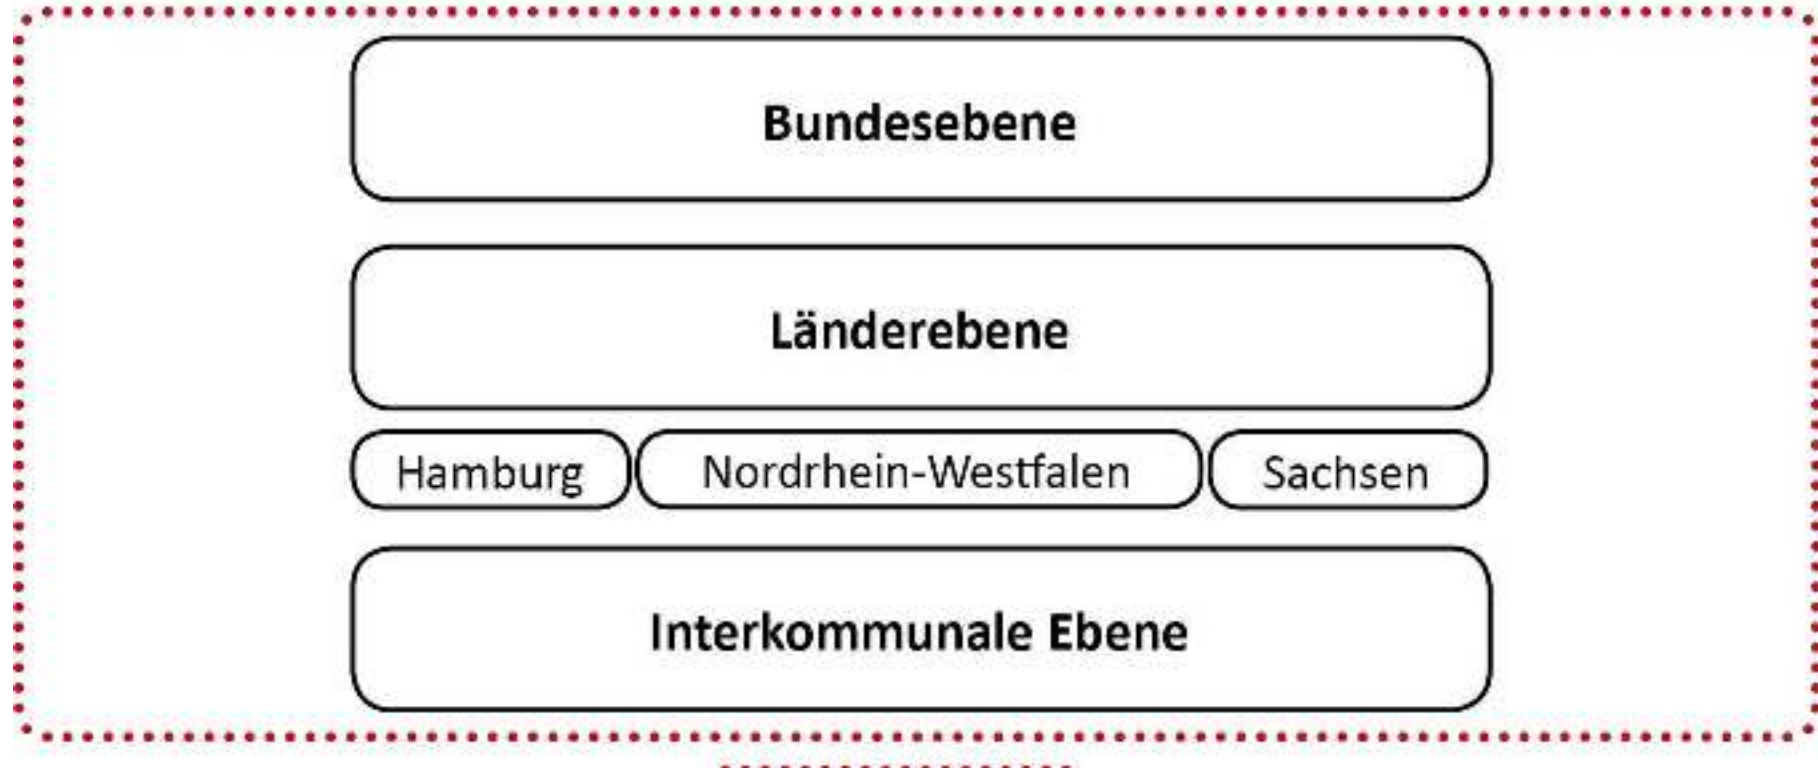 Bundesebene
Länderebene
Hamburg Nordrhein-Westfalen Sachsen
Interkommunale Ebene